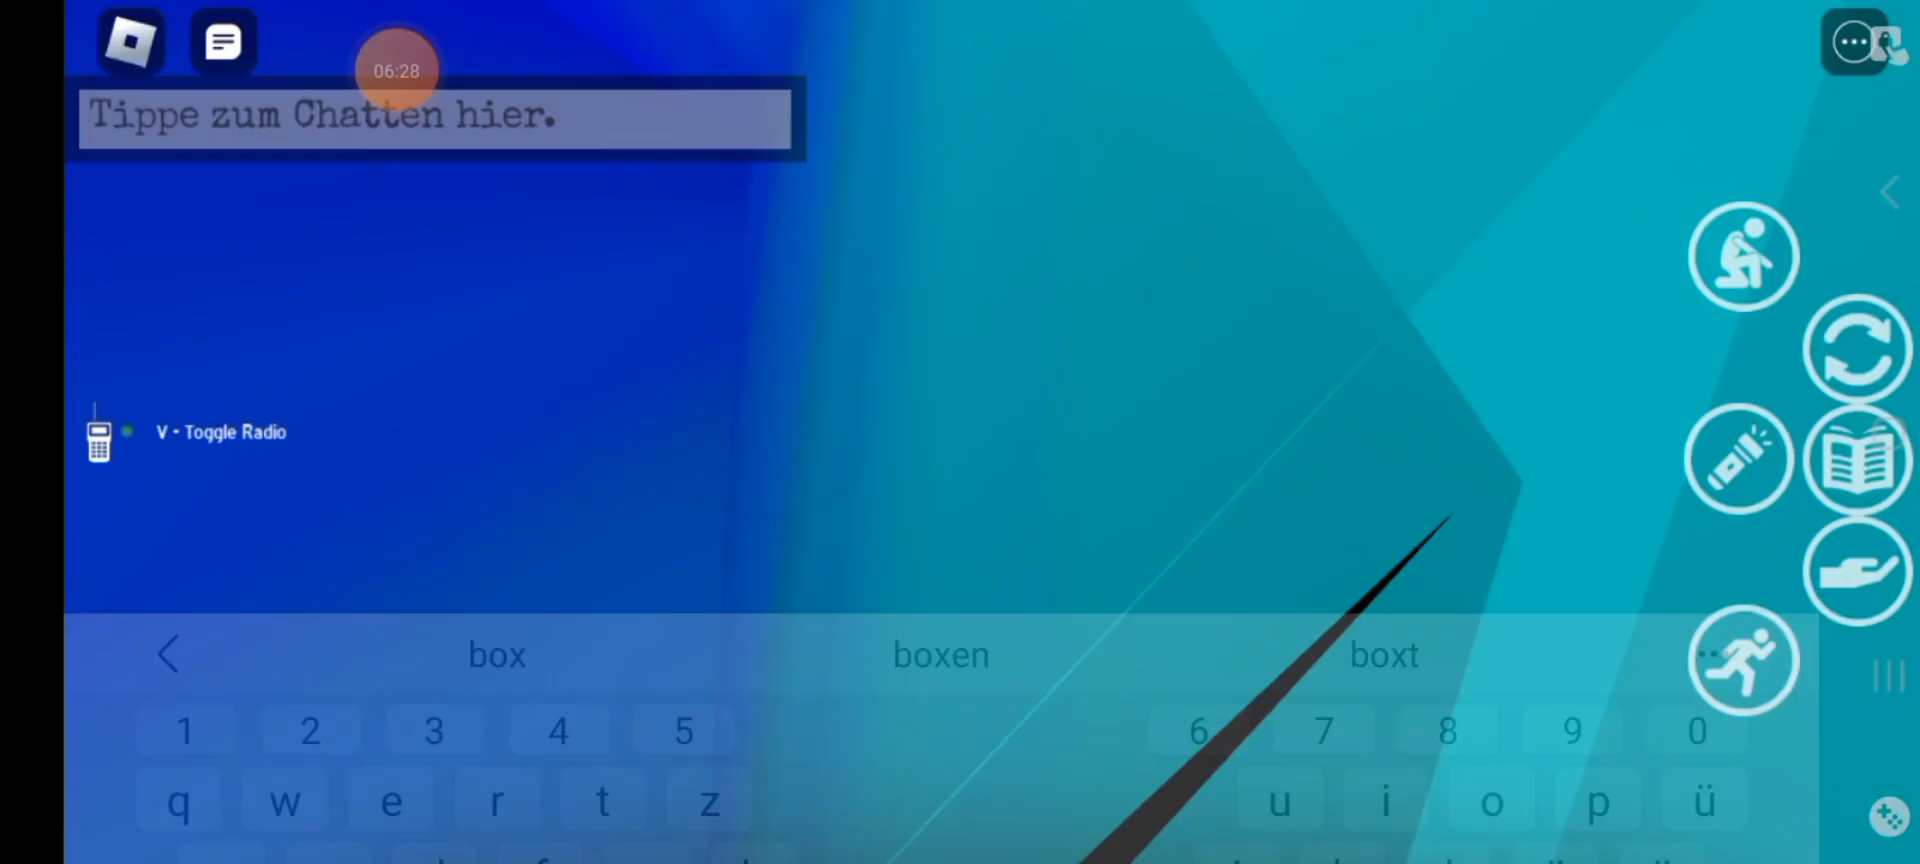 06:28
Tippe zum Chatten hier.
V - Toggle Radio
box boxen boxt
1 2 3 4 5 6 7 8 9 0
q w e r t z u i o p ü